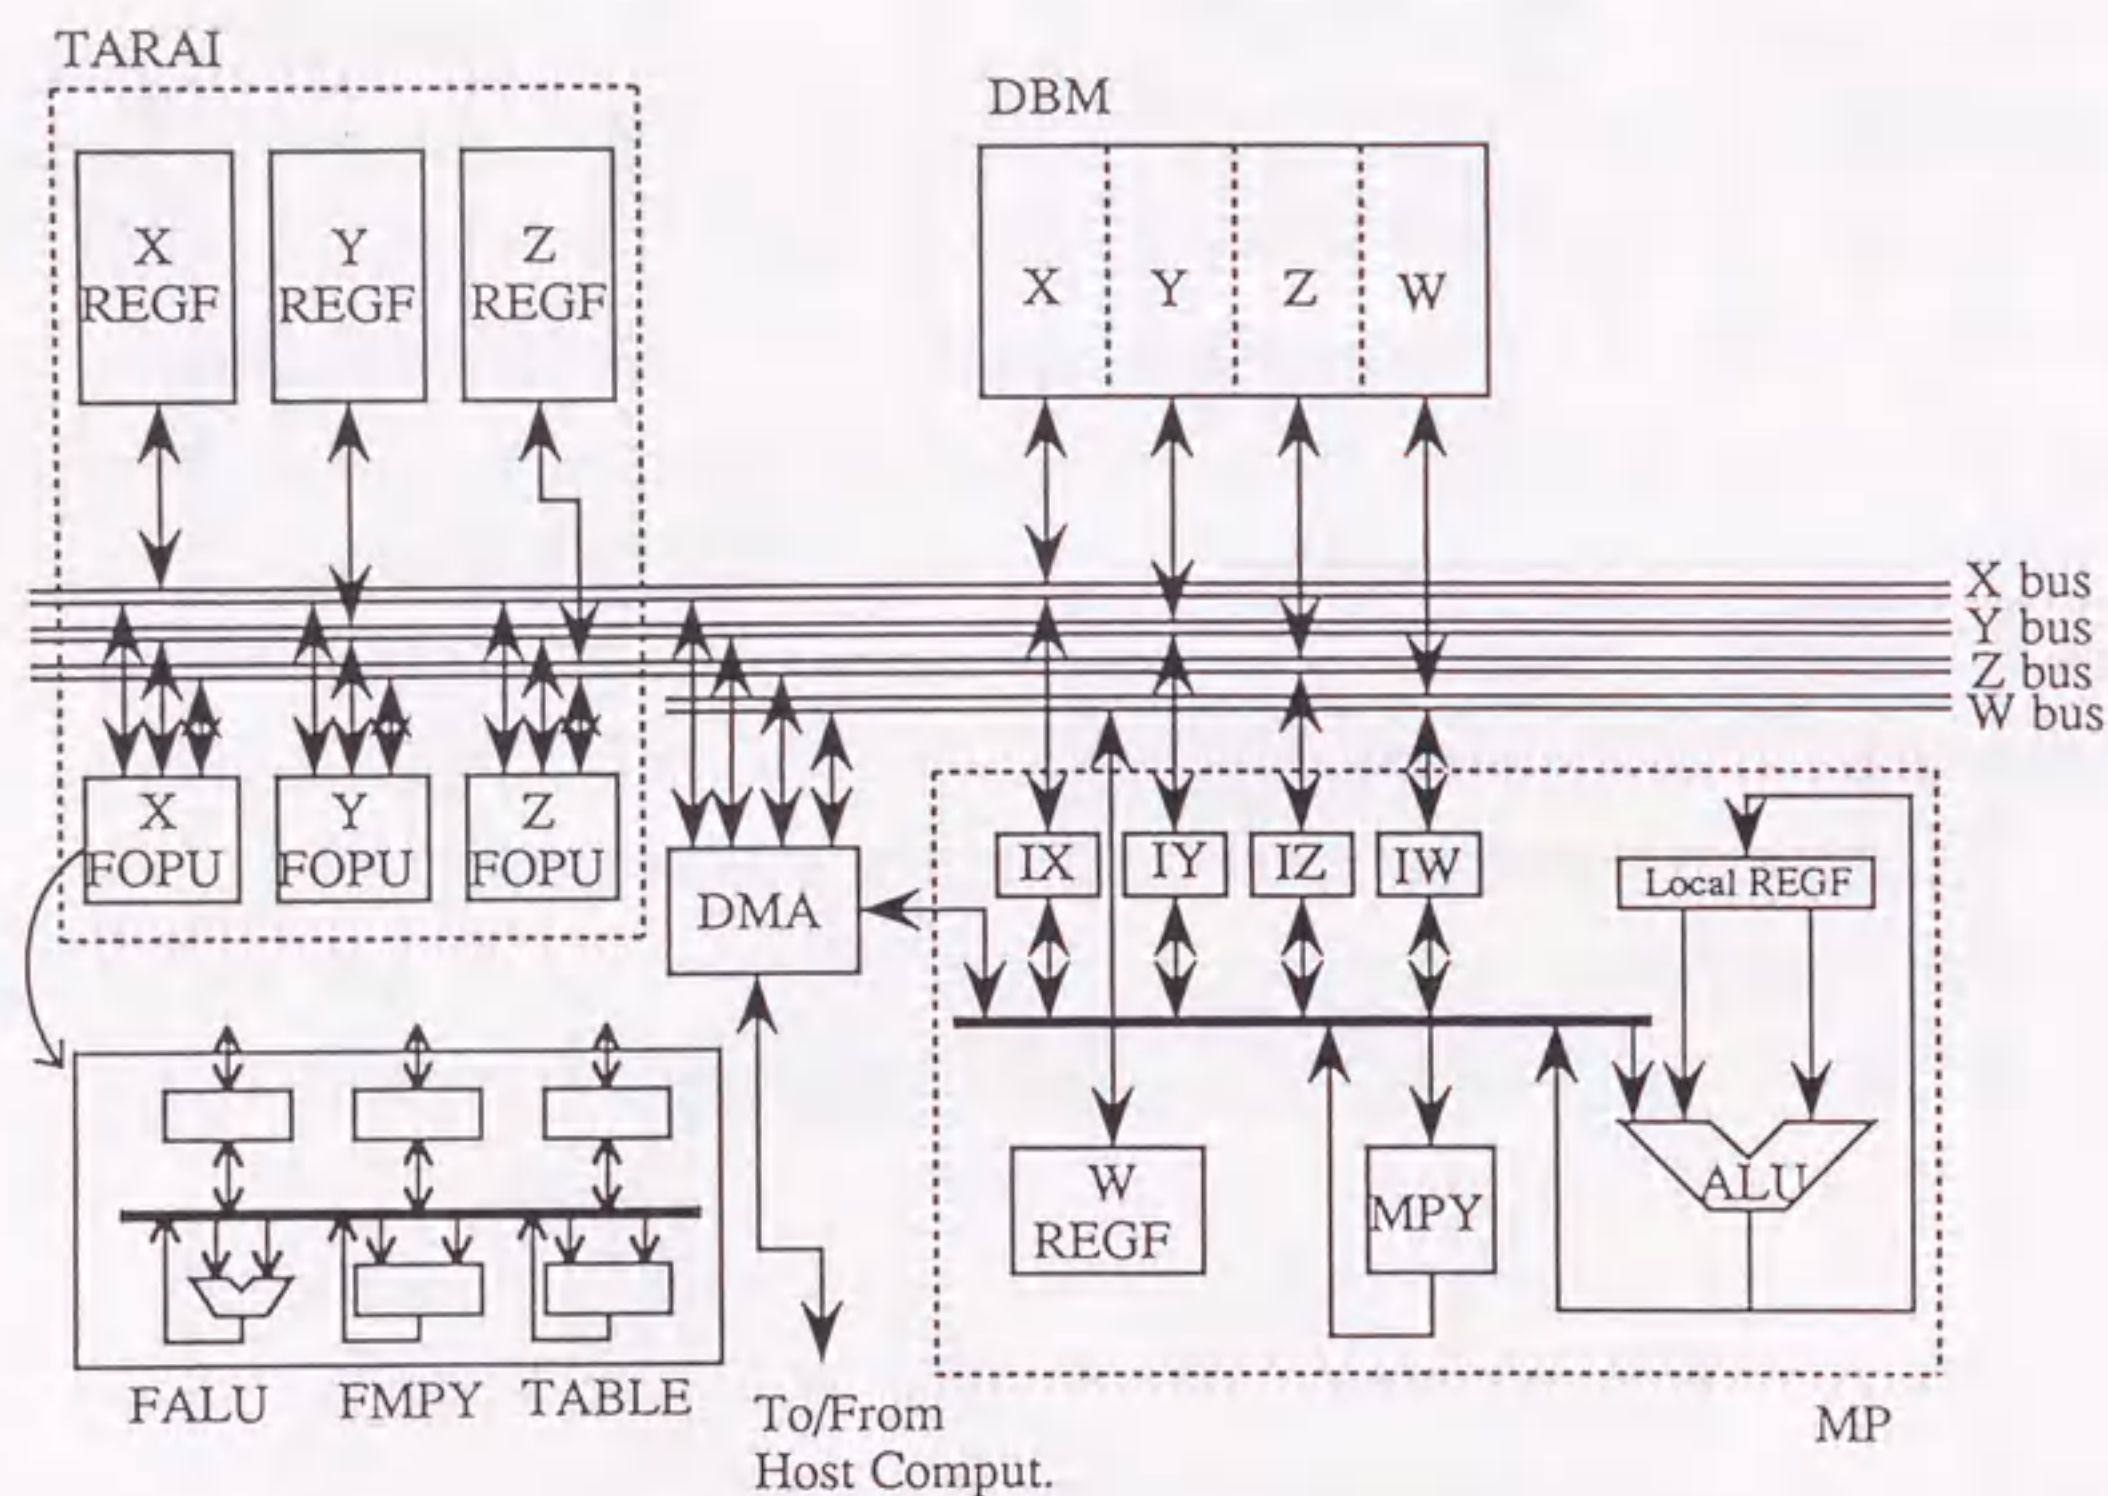 TARAI
DBM
X
REGF
Y
REGF
Z
REGF
X
Y
Z
W
X bus
Y bus
Z bus
W bus
X
FOPU
Y
FOPU
Z
FOPU
DMA
IX
IY
IZ
IW
Local REGF
W
REGF
MPY
ALU
FALU
FMPY
TABLE
To/From
Host Comput.
MP